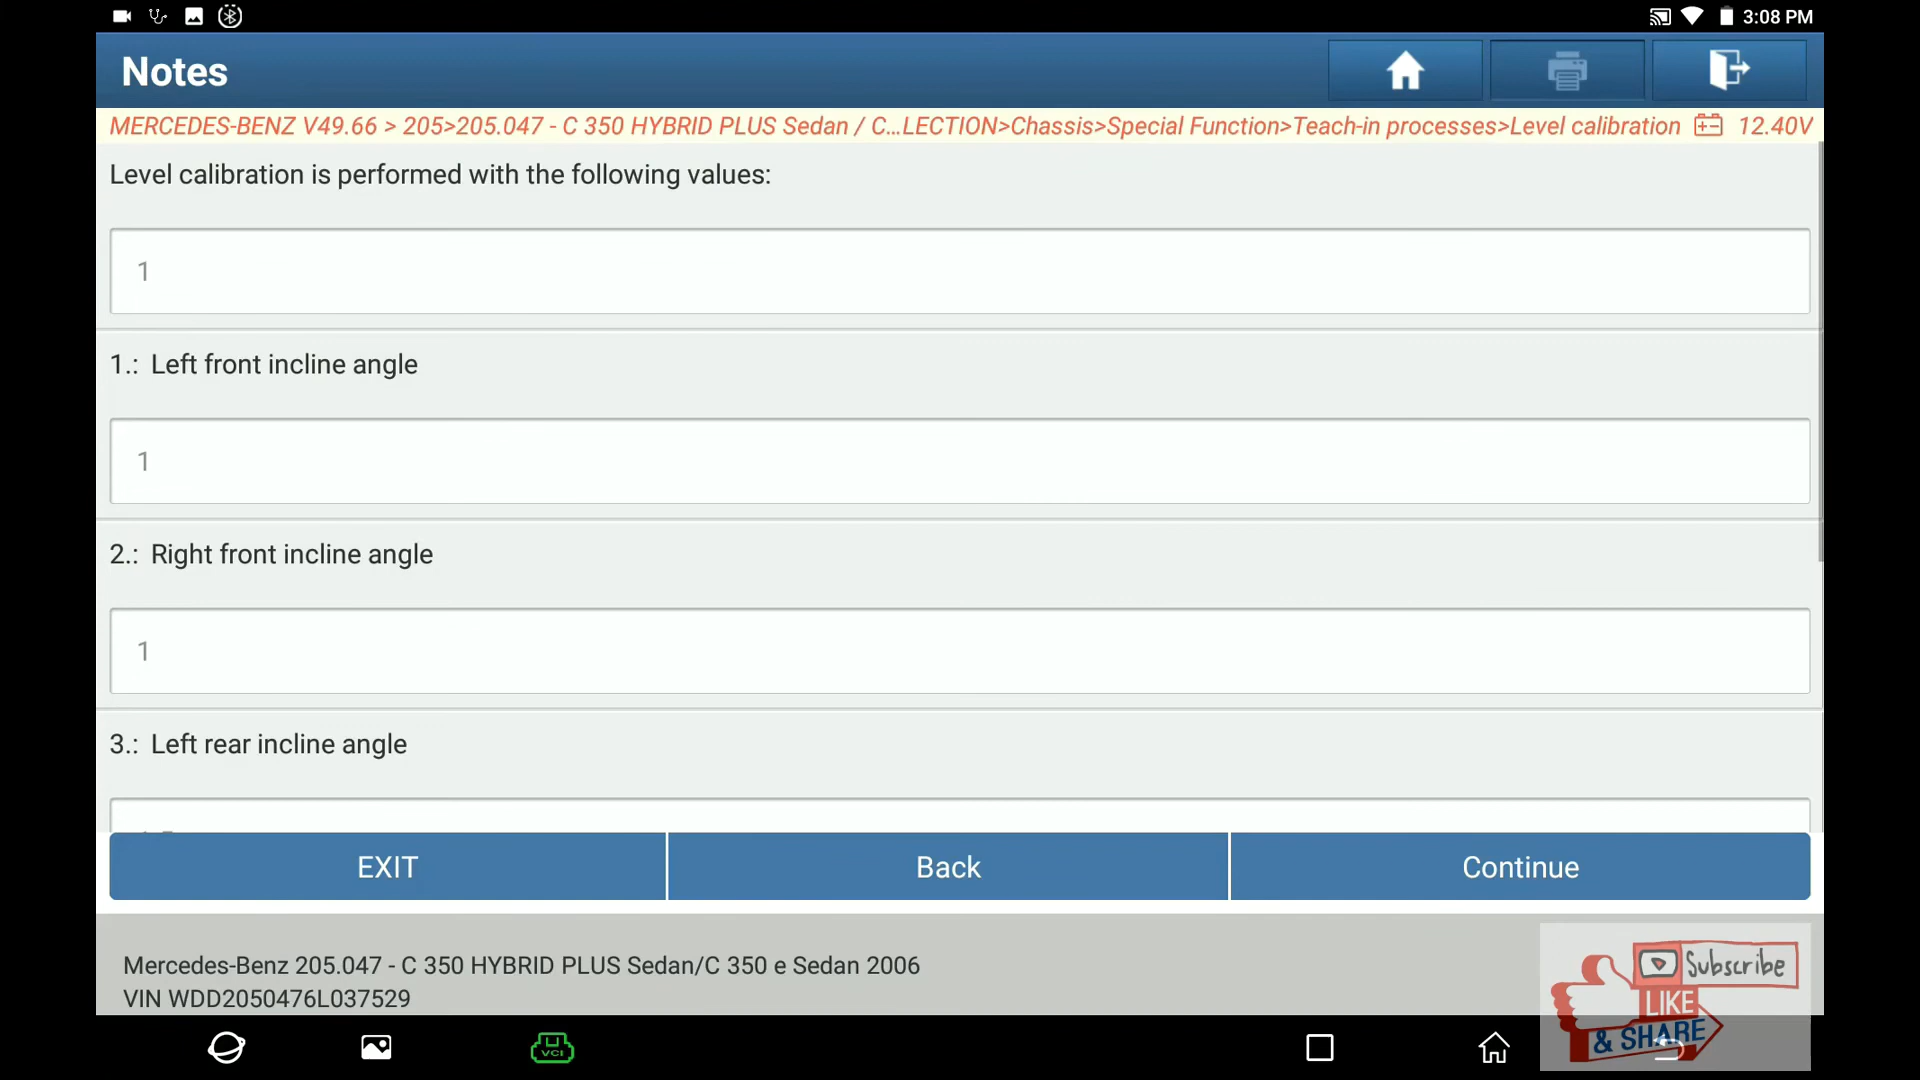 3:08 PM
Notes
MERCEDES-BENZ V49.66 > 205>205.047 - C 350 HYBRID PLUS Sedan / C...LECTION>Chassis>Special Function>Teach-in processes>Level calibration 12.40V
Level calibration is performed with the following values:
1
1.: Left front incline angle
1
2.: Right front incline angle
1
3.: Left rear incline angle
EXIT Back Continue
Mercedes-Benz 205.047 - C 350 HYBRID PLUS Sedan/C 350 e Sedan 2006
VIN WDD2050476L037529
Subscribe
LIKE
& SHARE
VCI